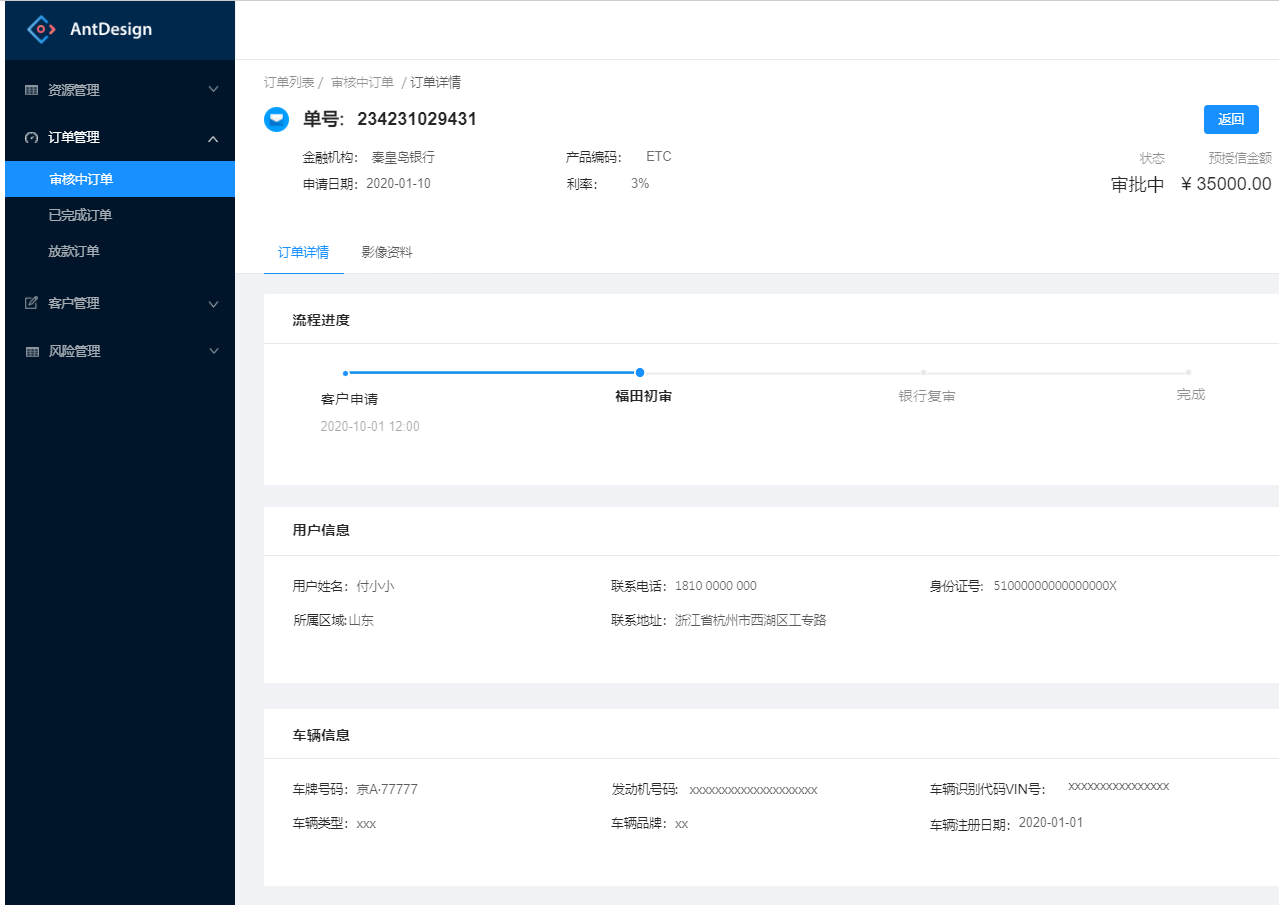 AntDesign
资源管理
订单管理
审核中订单
已完成订单
放款订单
客户管理
风险管理
订单列表 / 审核中订单 / 订单详情
单号: 234231029431
返回
金融机构: 秦皇岛银行 产品编码: ETC 状态 预授信金额
申请日期: 2020-01-10 利率: 3% 审批中 ¥ 35000.00
订单详情 影像资料
流程进度
客户申请 福田初审 银行复审 完成
2020-10-01 12:00
用户信息
用户姓名: 付小小 联系电话: 1810 0000 000 身份证号: 51000000000000000X
所属区域:山东 联系地址: 浙江省杭州市西湖区工专路
车辆信息
车牌号码: 京A·77777 发动机号码: xxxxxxxxxxxxxxxxxxxx 车辆识别代码VIN号: xxxxxxxxxxxxxxxx
车辆类型: xxx 车辆品牌: xx 车辆注册日期: 2020-01-01